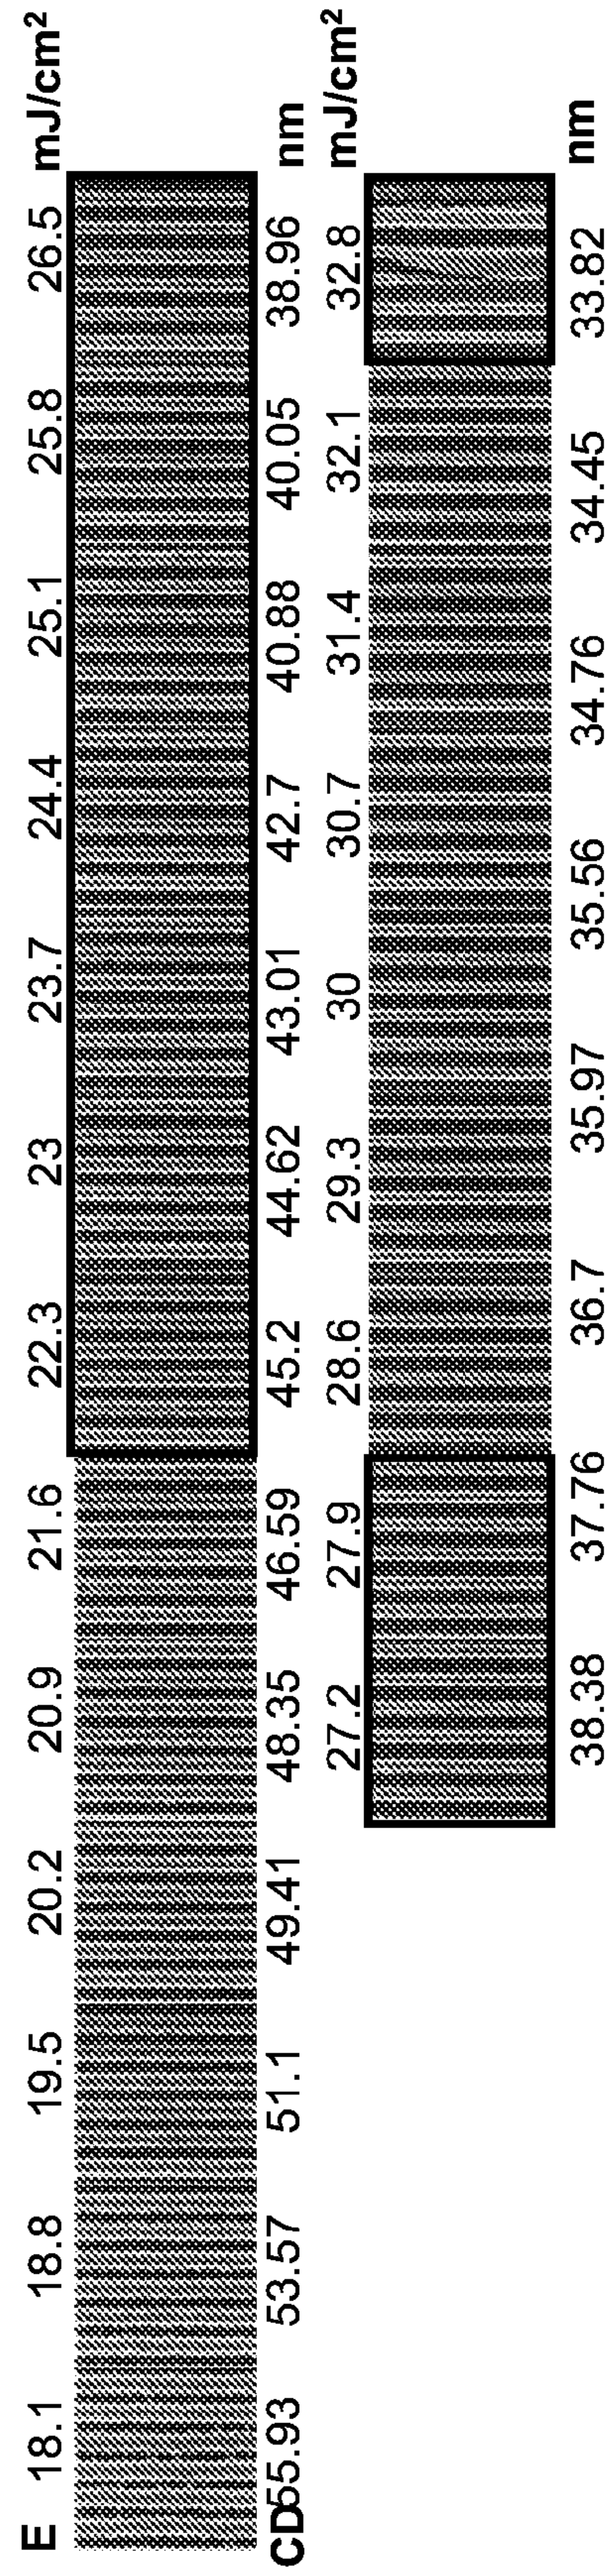 E 18.1 18.8 19.5 20.2 20.9 21.6 22.3 23 23.7 24.4 25.1 25.8 26.5 mJ/cm²
CD 55.93 53.57 51.1 49.41 48.35 46.59 45.2 44.62 43.01 42.7 40.88 40.05 38.96 nm
27.2 27.9 28.6 29.3 30 30.7 31.4 32.1 32.8 mJ/cm²
38.38 37.76 36.7 35.97 35.56 34.76 34.45 33.82 nm